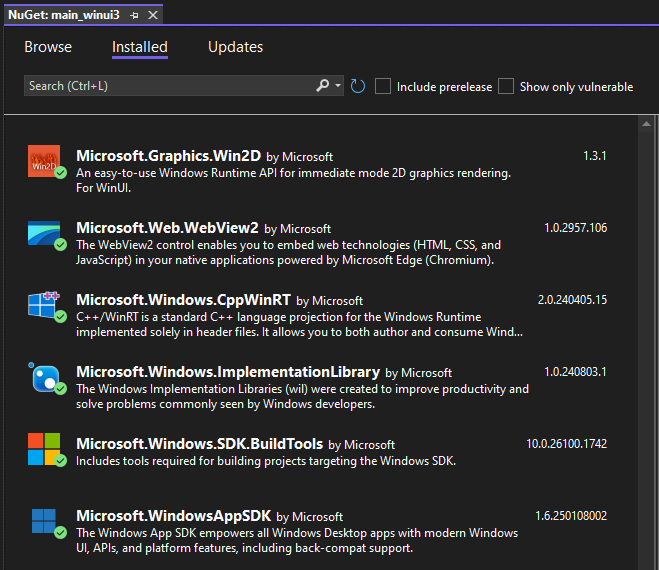 NuGet: main_winui3
Browse Installed Updates
Search (Ctrl+L) Include prerelease Show only vulnerable
Win2D
Microsoft.Graphics.Win2D by Microsoft 1.3.1
An easy-to-use Windows Runtime API for immediate mode 2D graphics rendering.
For WinUI.
Microsoft.Web.WebView2 by Microsoft 1.0.2957.106
The WebView2 control enables you to embed web technologies (HTML, CSS, and
JavaScript) in your native applications powered by Microsoft Edge (Chromium).
Microsoft.Windows.CppWinRT by Microsoft 2.0.240405.15
C++/WinRT is a standard C++ language projection for the Windows Runtime
implemented solely in header files. It allows you to both author and consume Wind...
Microsoft.Windows.ImplementationLibrary by Microsoft 1.0.240803.1
The Windows Implementation Libraries (wil) were created to improve productivity and
solve problems commonly seen by Windows developers.
Microsoft.Windows.SDK.BuildTools by Microsoft 10.0.26100.1742
Includes tools required for building projects targeting the Windows SDK.
Microsoft.WindowsAppSDK by Microsoft 1.6.250108002
The Windows App SDK empowers all Windows Desktop apps with modern Windows
UI, APIs, and platform features, including back-compat support.